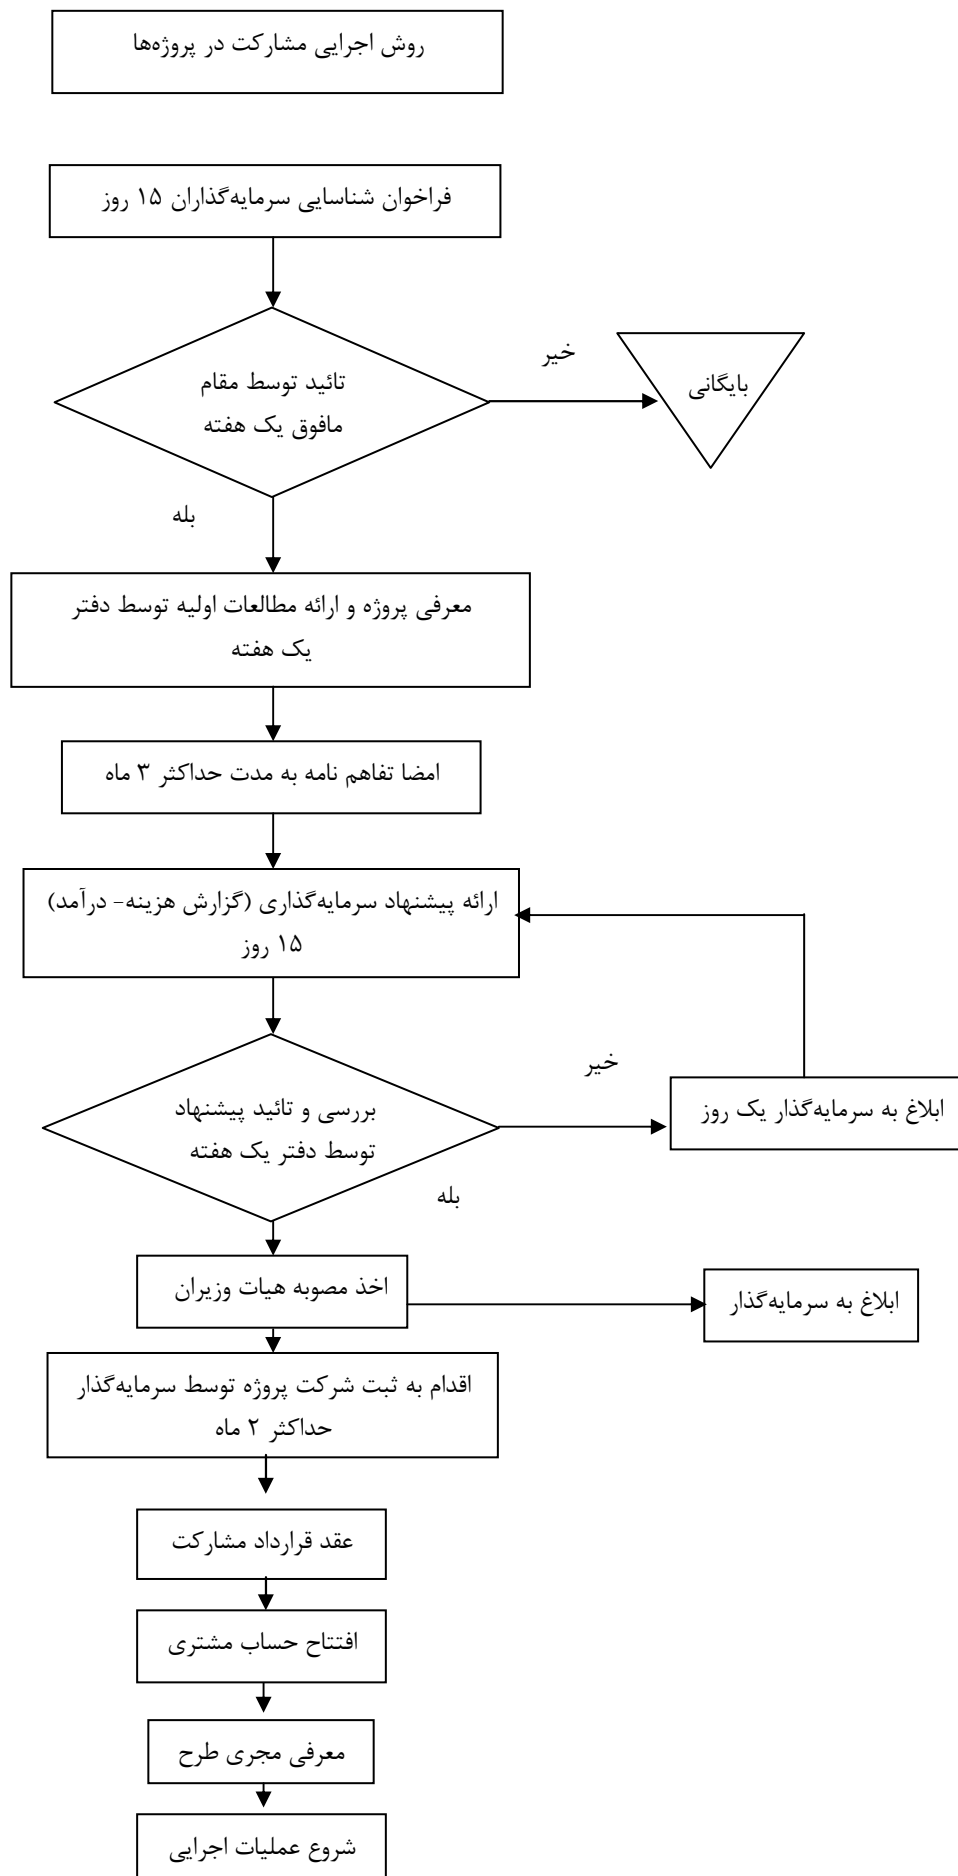 روش اجرایی مشارکت در پروژه‌ها
فراخوان شناسایی سرمایه‌گذاران ۱۵ روز
تائید توسط مقام
مافوق یک هفته
خیر
بایگانی
بله
معرفی پروژه و ارائه مطالعات اولیه توسط دفتر
یک هفته
امضا تفاهم نامه به مدت حداکثر ۳ ماه
ارائه پیشنهاد سرمایه‌گذاری (گزارش هزینه- درآمد)
۱۵ روز
بررسی و تائید پیشنهاد
توسط دفتر یک هفته
خیر
ابلاغ به سرمایه‌گذار یک روز
بله
اخذ مصوبه هیات وزیران
ابلاغ به سرمایه‌گذار
اقدام به ثبت شرکت پروژه توسط سرمایه‌گذار
حداکثر ۲ ماه
عقد قرارداد مشارکت
افتتاح حساب مشتری
معرفی مجری طرح
شروع عملیات اجرایی